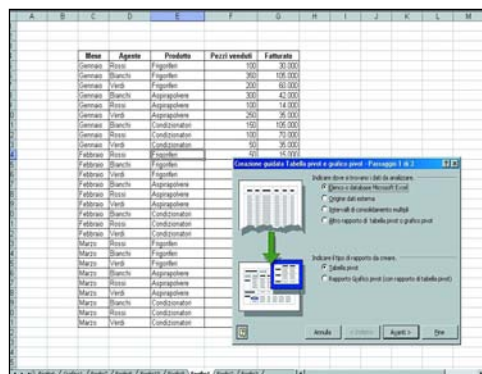 A B C D E F G H I J K L M
Mese Agente Prodotto Pezzi venduti Fatturato
Gennaio Rossi Frigoriferi 100 30.000
Gennaio Bianchi Frigoriferi 350 105.000
Gennaio Verdi Frigoriferi 200 60.000
Gennaio Bianchi Aspirapolvere 300 42.000
Gennaio Rossi Aspirapolvere 100 14.000
Gennaio Verdi Aspirapolvere 250 35.000
Gennaio Bianchi Condizionatori 150 105.000
Gennaio Rossi Condizionatori 100 70.000
Gennaio Verdi Condizionatori 50 35.000
Febbraio Rossi Frigoriferi 50 15.000
Febbraio Bianchi Frigoriferi
Febbraio Verdi Frigoriferi
Febbraio Bianchi Aspirapolvere
Febbraio Rossi Aspirapolvere
Febbraio Verdi Aspirapolvere
Febbraio Bianchi Condizionatori
Febbraio Rossi Condizionatori
Febbraio Verdi Condizionatori
Marzo Rossi Frigoriferi
Marzo Bianchi Frigoriferi
Marzo Verdi Frigoriferi
Marzo Bianchi Aspirapolvere
Marzo Rossi Aspirapolvere
Marzo Verdi Aspirapolvere
Marzo Bianchi Condizionatori
Marzo Rossi Condizionatori
Marzo Verdi Condizionatori
Creazione guidata Tabella pivot e grafico pivot - Passaggio 1 di 3
Indicare dove si trovano i dati da analizzare.
Elenco o database Microsoft Excel
Origine dati esterna
Intervalli di consolidamento multipli
Altro rapporto di tabella pivot o grafico pivot
Indicare il tipo di rapporto da creare.
Tabella pivot
Rapporto Grafico pivot (con rapporto di tabella pivot)
Annulla < Indietro Avanti > Fine